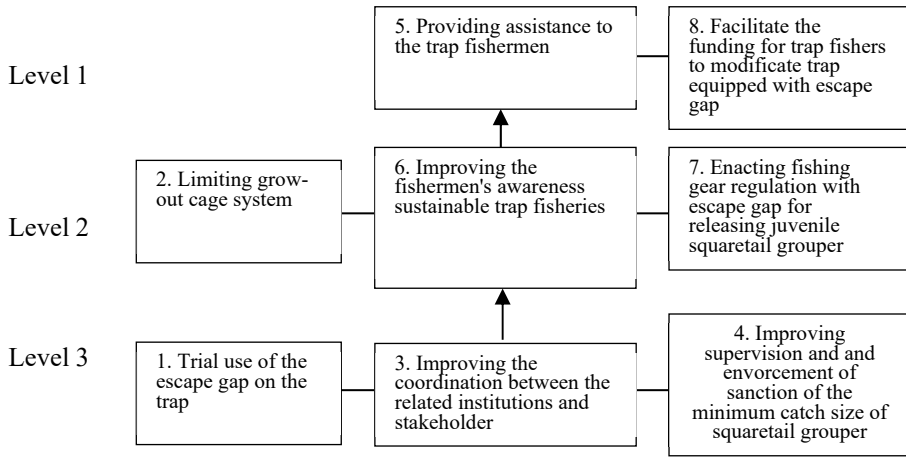 Level 1
5. Providing assistance to
the trap fishermen
8. Facilitate the
funding for trap fishers
to modificate trap
equipped with escape
gap
Level 2
2. Limiting grow-
out cage system
6. Improving the
fishermen's awareness
sustainable trap fisheries
7. Enacting fishing
gear regulation with
escape gap for
releasing juvenile
squaretail grouper
Level 3
1. Trial use of the
escape gap on the
trap
3. Improving the
coordination between the
related institutions and
stakeholder
4. Improving
supervision and and
envorcement of
sanction of the
minimum catch size of
squaretail grouper